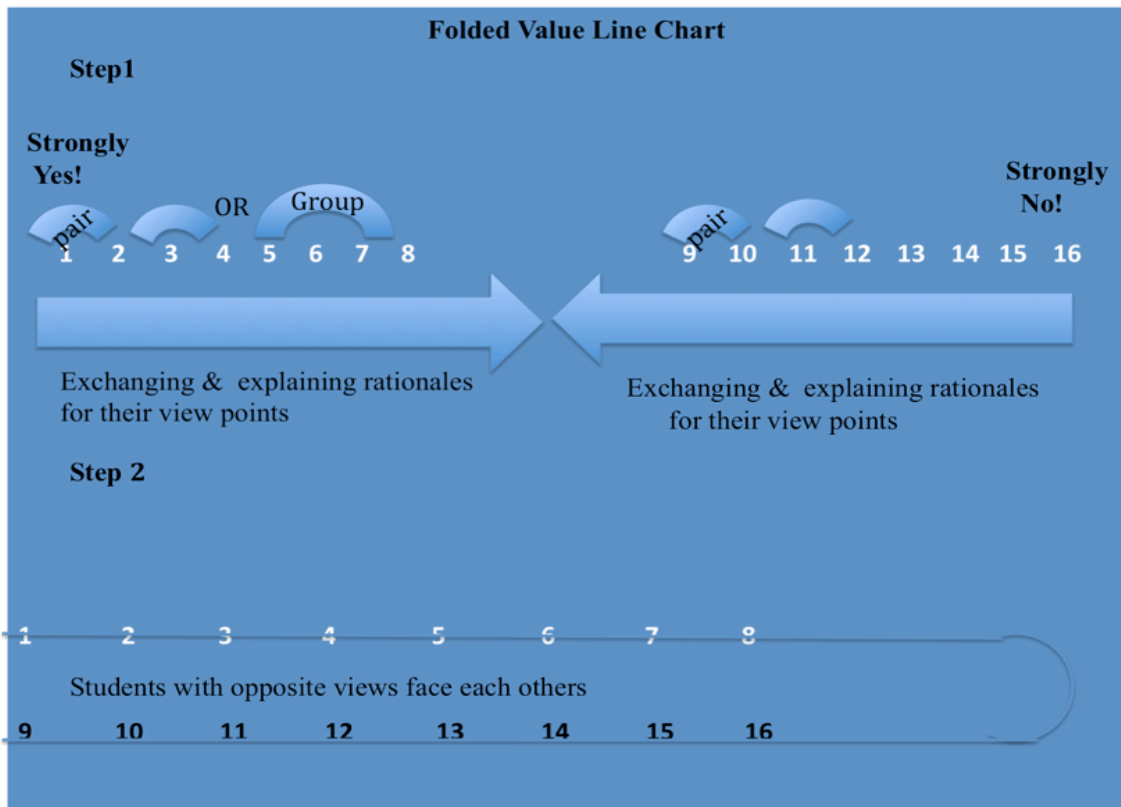 Folded Value Line Chart
Step1
Strongly
Yes!
Strongly
No!
pair
OR
Group
pair
1 2 3 4 5 6 7 8
9 10 11 12 13 14 15 16
Exchanging & explaining rationales
for their view points
Exchanging & explaining rationales
for their view points
Step 2
1 2 3 4 5 6 7 8
Students with opposite views face each others
9 10 11 12 13 14 15 16